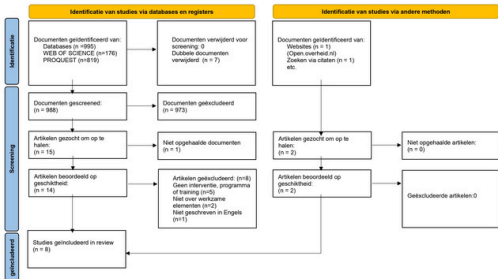 Identificatie van studies via databases en registers
Identificatie van studies via andere methoden
Identificatie
Documenten geïdentificeerd van:
Databases (n =995)
WEB OF SCIENCE (n=176)
PROQUEST (n=819)
Documenten verwijderd voor
screening: 0
Dubbele documenten
verwijderd (n = 7)
Documenten geïdentificeerd van:
Websites (n = 1)
(Open.overheid.nl)
Zoeken via citaten (n = 1)
etc.
Screening
Documenten gescreened:
(n = 988)
Documenten geëxcludeerd
(n = 973)
Artikelen gezocht om op te
halen:
(n = 15)
Niet opgehaalde documenten
(n = 1)
Artikelen gezocht om op te
halen:
(n = 2)
Niet opgehaalde artikelen:
(n = 0)
Artikelen beoordeeld op
geschiktheid:
(n = 14)
Artikelen geëxcludeerd: (n=8)
Geen interventie, programma
of training (n=5)
Niet over werkzame
elementen (n=2)
Niet geschreven in Engels
(n=1)
Artikelen beoordeeld op
geschiktheid:
(n = 2)
Geëxcludeerde artikelen:0
geïncludeerd
Studies geïncludeerd in review
(n = 8)